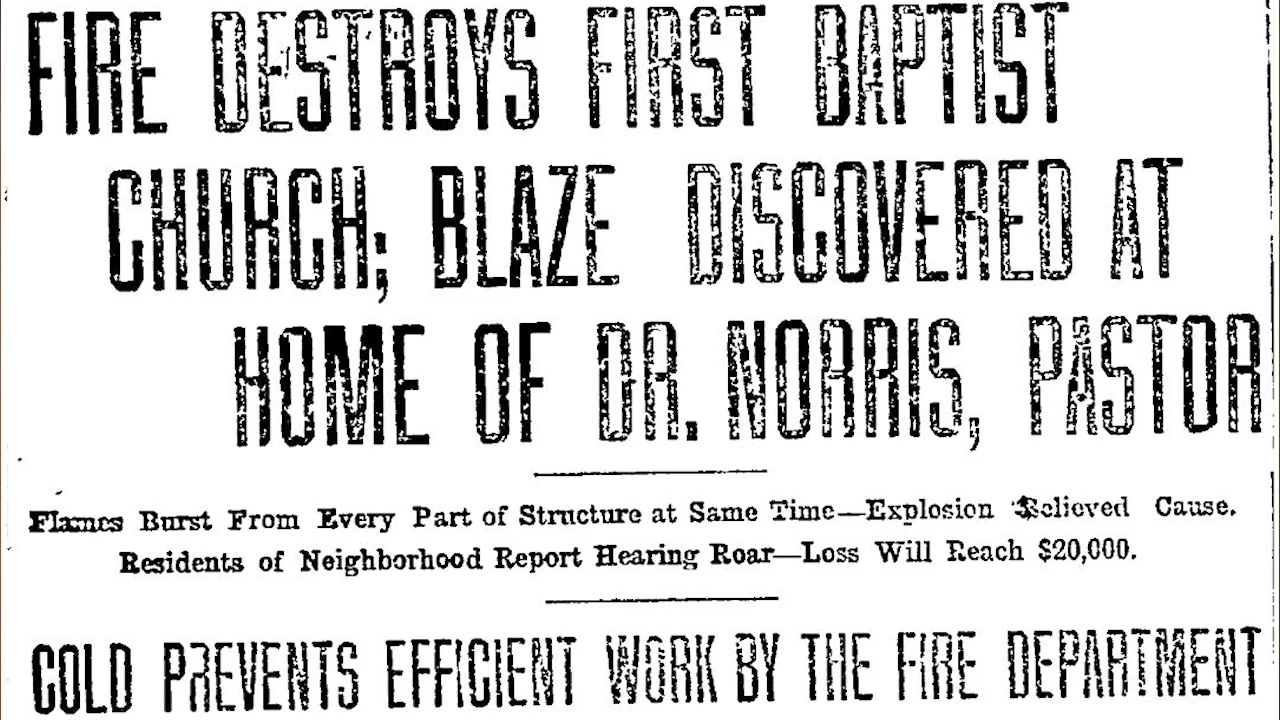 FIRE DESTROYS FIRST BAPTIST
CHURCH; BLAZE DISCOVERED AT
HOME OF DR. NORRIS, PASTOR
Flames Burst From Every Part of Structure at Same Time—Explosion Believed Cause.
Residents of Neighborhood Report Hearing Roar—Loss Will Reach $20,000.
COLD PREVENTS EFFICIENT WORK BY THE FIRE DEPARTMENT